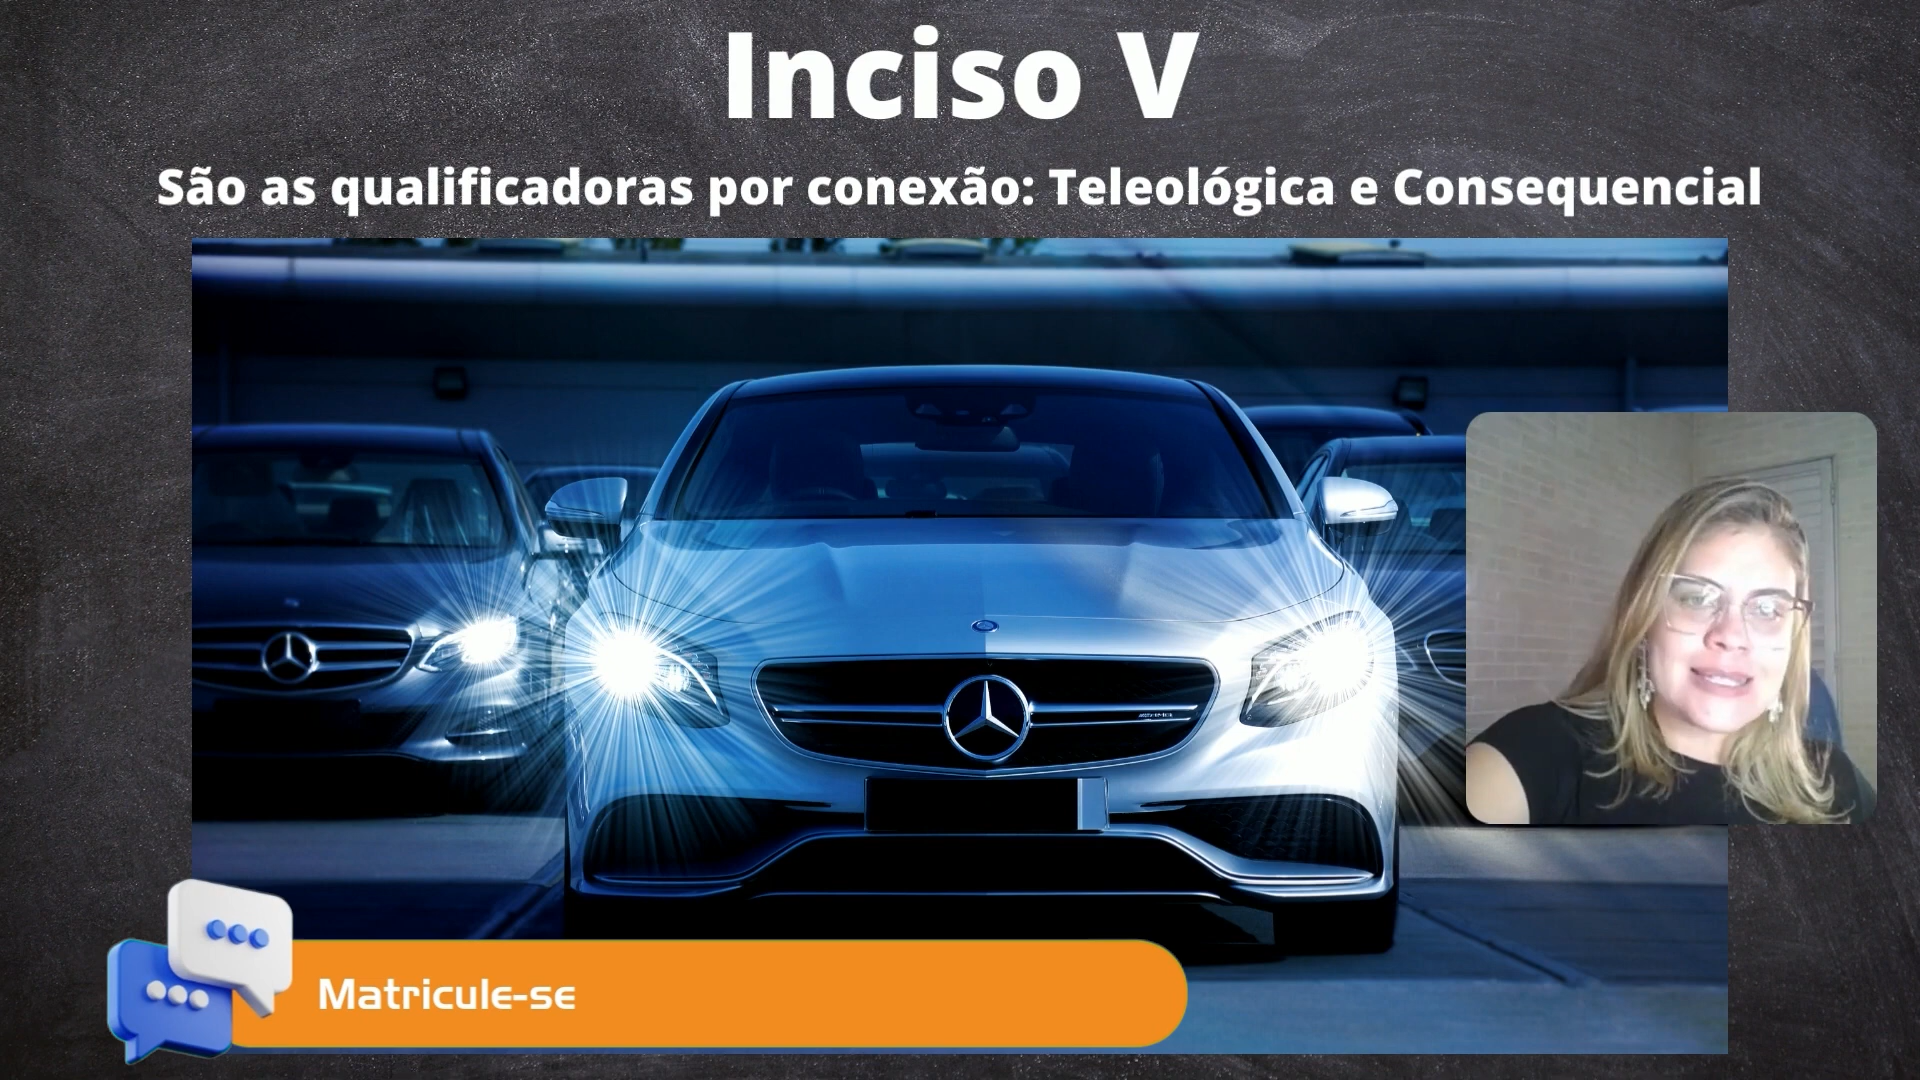 Inciso V
São as qualificadoras por conexão: Teleológica e Consequencial
Matricule-se